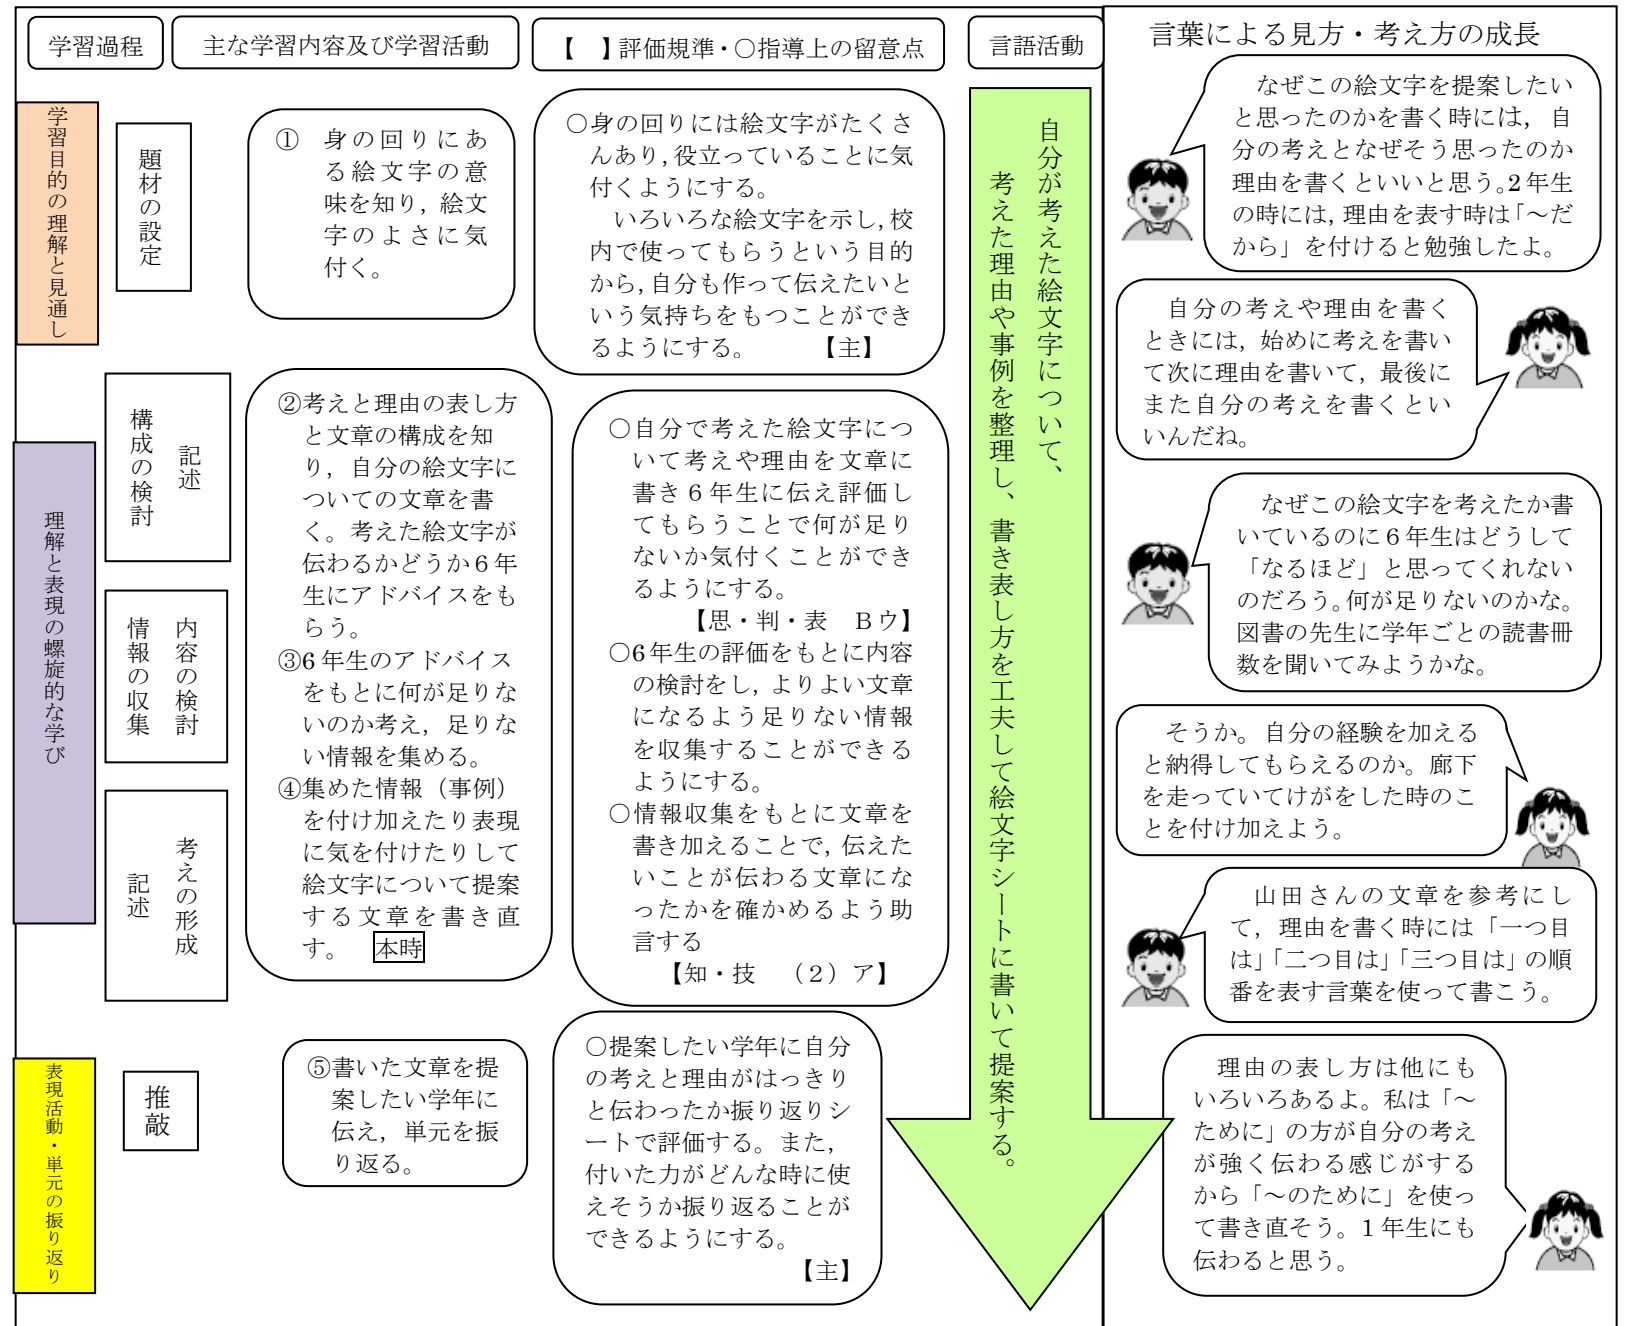 学習過程
主な学習内容及び学習活動
【　】評価規準・○指導上の留意点
言語活動
言葉による見方・考え方の成長
学習目的の理解と見通し
題材の設定
①　身の回りにあ
る絵文字の意
味を知り，絵文
字のよさに気
付く。
○身の回りには絵文字がたくさ
んあり，役立っていることに気
付くようにする。
いろいろな絵文字を示し，校
内で使ってもらうという目的
から，自分も作って伝えたいと
いう気持ちをもつことができ
るようにする。　　【主】
理解と表現の螺旋的な学び
構成の検討
記述
情報の収集
内容の検討
記述
考えの形成
②考えと理由の表し方
と文章の構成を知
り，自分の絵文字に
ついての文章を書
く。考えた絵文字が
伝わるかどうか６年
生にアドバイスをも
らう。
③6 年生のアドバイス
をもとに何が足りな
いのか考え，足りな
い情報を集める。
④集めた情報（事例）
を付け加えたり表現
に気を付けたりして
絵文字について提案
する文章を書き直
す。　本時
○自分で考えた絵文字につ
いて考えや理由を文章に
書き６年生に伝え評価し
てもらうことで何が足り
ないか気付くことができ
るようにする。
【思・判・表　Ｂウ】
○6 年生の評価をもとに内容
の検討をし，よりよい文章
になるよう足りない情報
を収集することができる
ようにする。
○情報収集をもとに文章を
書き加えることで，伝えた
いことが伝わる文章にな
ったかを確かめるよう助
言する
【知・技　（２）ア】
表現活動・単元の振り返り
推敲
⑤書いた文章を提
案したい学年に
伝え，単元を振
り返る。
○提案したい学年に自分
の考えと理由がはっきり
と伝わったか振り返りシ
ートで評価する。また，
付いた力がどんな時に使
えそうか振り返ることが
できるようにする。
【主】
自分が考えた絵文字について、
考えた理由や事例を整理し、書き表し方を工夫して絵文字シートに書いて提案する。
なぜこの絵文字を提案したい
と思ったのかを書く時には，自
分の考えとなぜそう思ったのか
理由を書くといいと思う。2 年生
の時には，理由を表す時は「～だ
から」を付けると勉強したよ。
自分の考えや理由を書く
ときには，始めに考えを書い
て次に理由を書いて，最後に
また自分の考えを書くとい
いんだね。
なぜこの絵文字を考えたか書
いているのに６年生はどうして
「なるほど」と思ってくれない
のだろう。何が足りないのかな。
図書の先生に学年ごとの読書冊
数を聞いてみようかな。
そうか。自分の経験を加える
と納得してもらえるのか。廊下
を走っていてけがをした時のこ
とを付け加えよう。
山田さんの文章を参考にし
て，理由を書く時には「一つ目
は」「二つ目は」「三つ目は」の順
番を表す言葉を使って書こう。
理由の表し方は他にも
いろいろあるよ。私は「～
ために」の方が自分の考え
が強く伝わる感じがする
から「～のために」を使っ
て書き直そう。1 年生にも
伝わると思う。